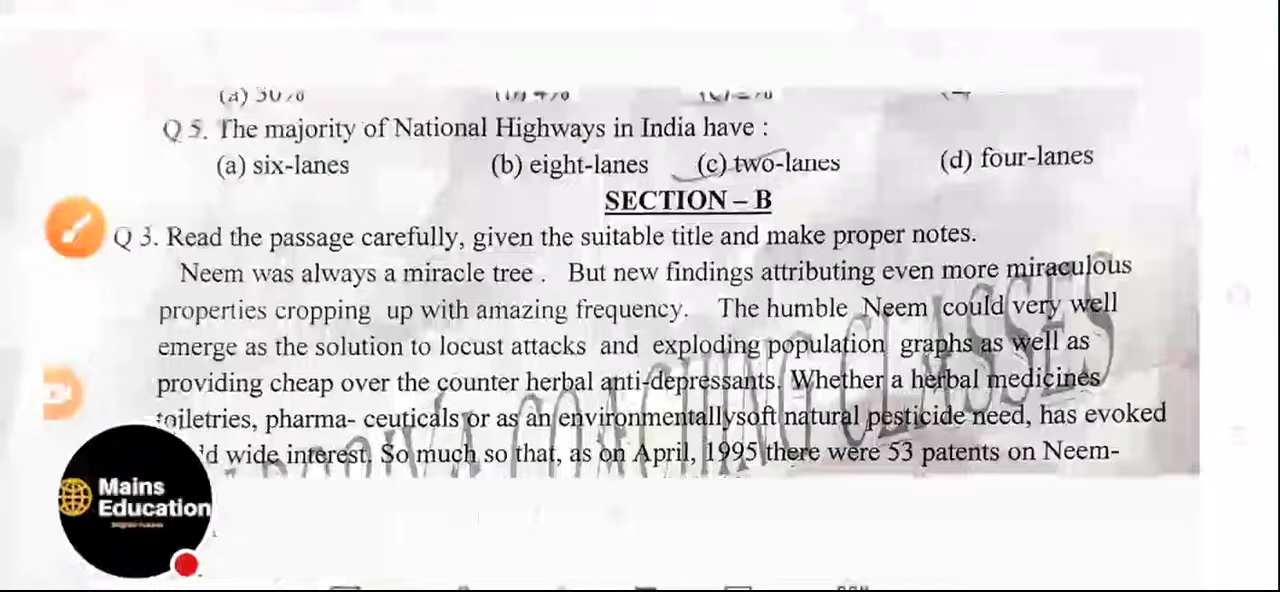 (a) 30%
Q 5. The majority of National Highways in India have :
(a) six-lanes (b) eight-lanes (c) two-lanes (d) four-lanes
SECTION – B
Q 3. Read the passage carefully, given the suitable title and make proper notes.
Neem was always a miracle tree . But new findings attributing even more miraculous
properties cropping up with amazing frequency. The humble Neem could very well
emerge as the solution to locust attacks and exploding population graphs as well as
providing cheap over the counter herbal anti-depressants. Whether a herbal medicines
toiletries, pharma- ceuticals or as an environmentallysoft natural pesticide need, has evoked
'd wide interest. So much so that, as on April, 1995 there were 53 patents on Neem-
COACHING CLASSES
Mains
Education